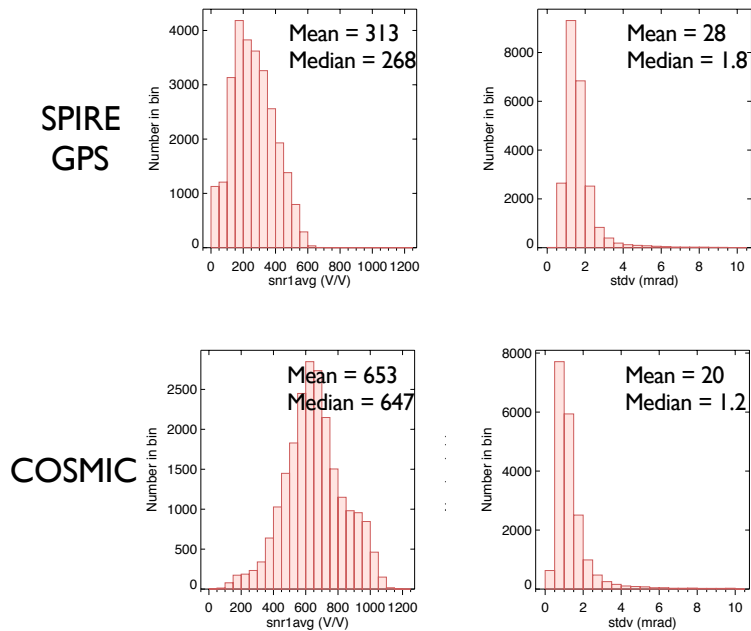 SPIRE
GPS
Mean = 313
Median = 268
Number in bin
4000
3000
2000
1000
0
0 200 400 600 800 1000 1200
snr1avg (V/V)
Mean = 28
Median = 1.8
Number in bin
8000
6000
4000
2000
0
0 2 4 6 8 10
stdv (mrad)
COSMIC
Mean = 653
Median = 647
Number in bin
2500
2000
1500
1000
500
0
0 200 400 600 800 1000 1200
snr1avg (V/V)
Mean = 20
Median = 1.2
Number in bin
8000
6000
4000
2000
0
0 2 4 6 8 10
stdv (mrad)